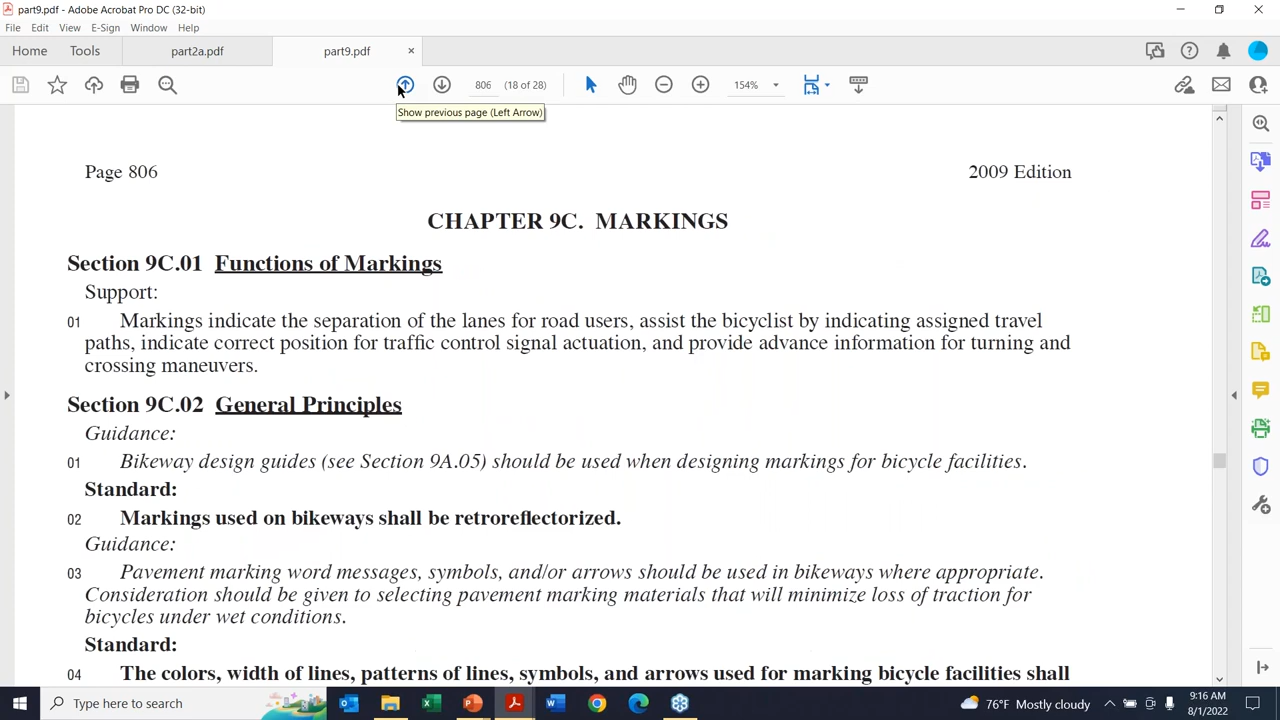 part9.pdf - Adobe Acrobat Pro DC (32-bit)
File Edit View E-Sign Window Help
Home Tools part2a.pdf part9.pdf ×
806 (18 of 28) 154%
Show previous page (Left Arrow)
Page 806 2009 Edition
CHAPTER 9C. MARKINGS
Section 9C.01 Functions of Markings
Support:
01 Markings indicate the separation of the lanes for road users, assist the bicyclist by indicating assigned travel
paths, indicate correct position for traffic control signal actuation, and provide advance information for turning and
crossing maneuvers.
Section 9C.02 General Principles
Guidance:
01 Bikeway design guides (see Section 9A.05) should be used when designing markings for bicycle facilities.
Standard:
02 Markings used on bikeways shall be retroreflectorized.
Guidance:
03 Pavement marking word messages, symbols, and/or arrows should be used in bikeways where appropriate.
Consideration should be given to selecting pavement marking materials that will minimize loss of traction for
bicycles under wet conditions.
Standard:
04 The colors, width of lines, patterns of lines, symbols, and arrows used for marking bicycle facilities shall
Type here to search
76°F Mostly cloudy
9:16 AM
8/1/2022